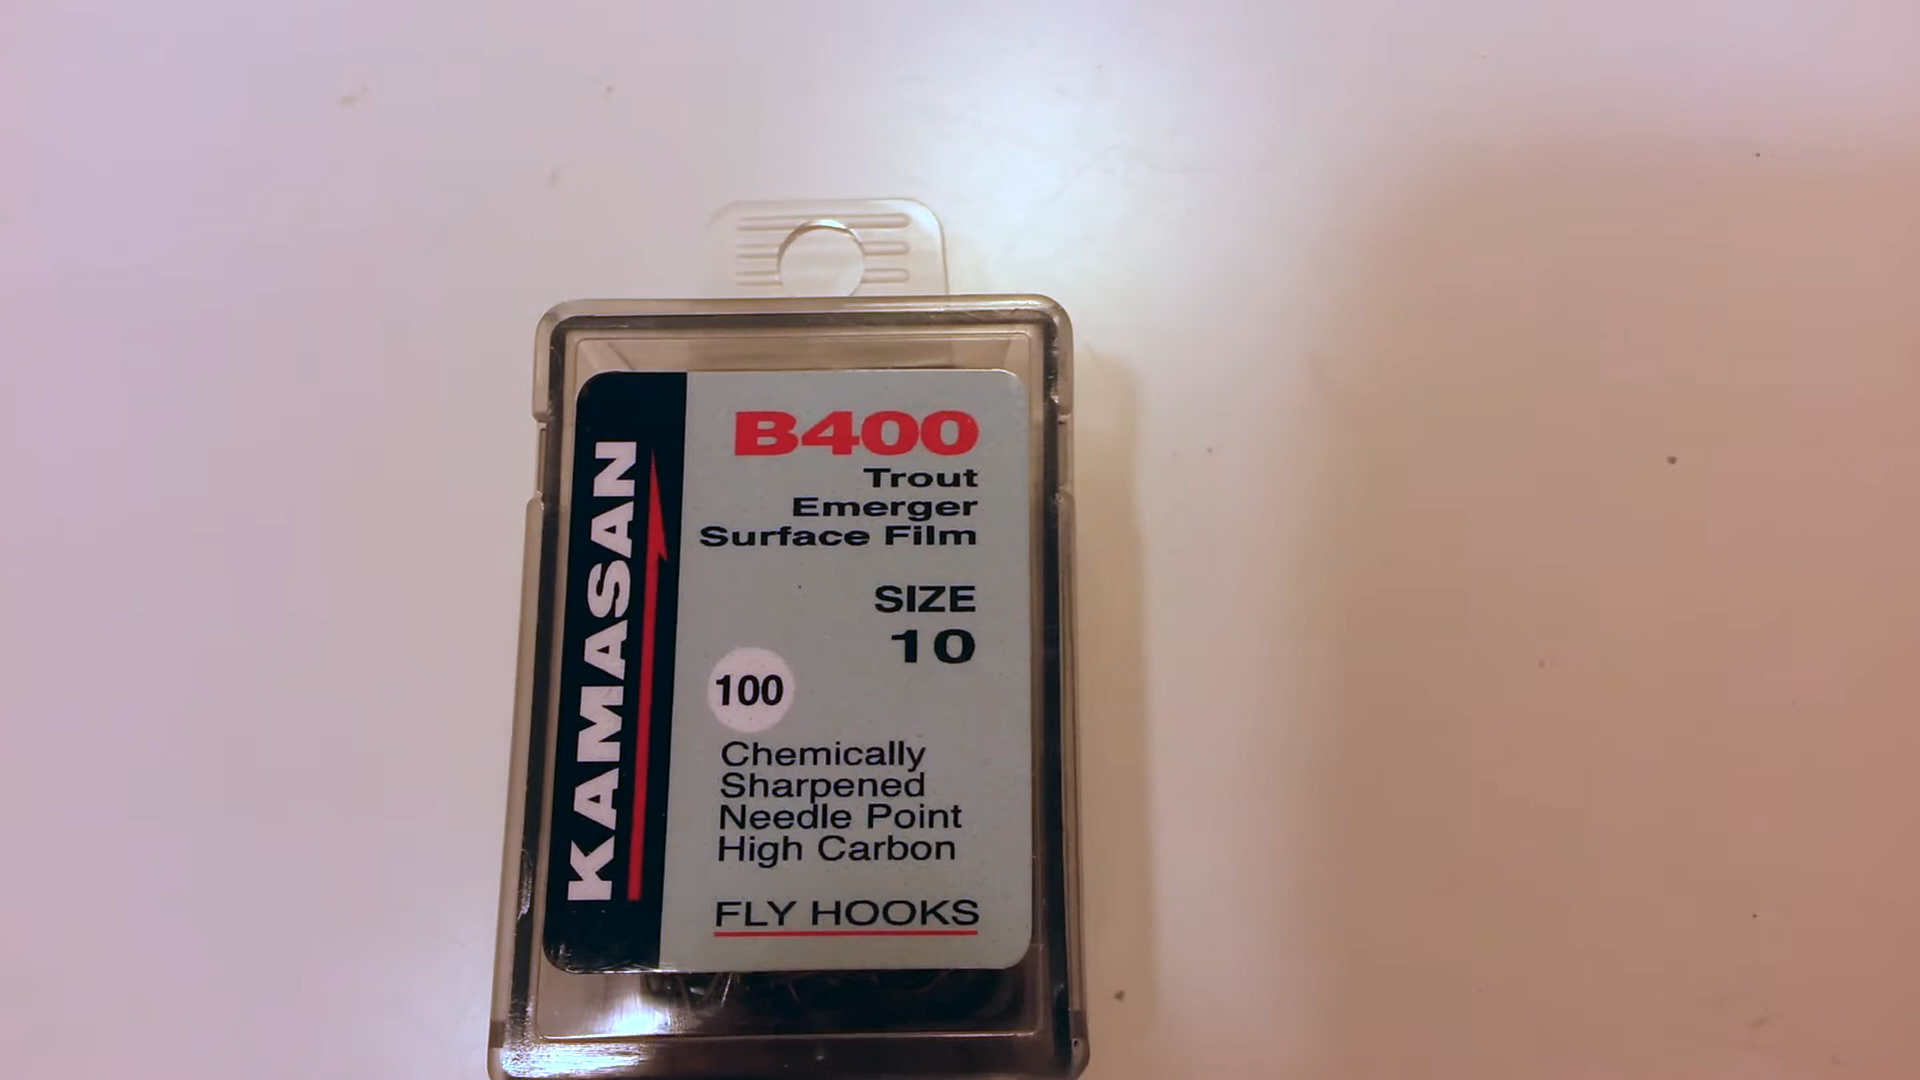 KAMASAN
B400
Trout
Emerger
Surface Film
SIZE
10
100
Chemically
Sharpened
Needle Point
High Carbon
FLY HOOKS